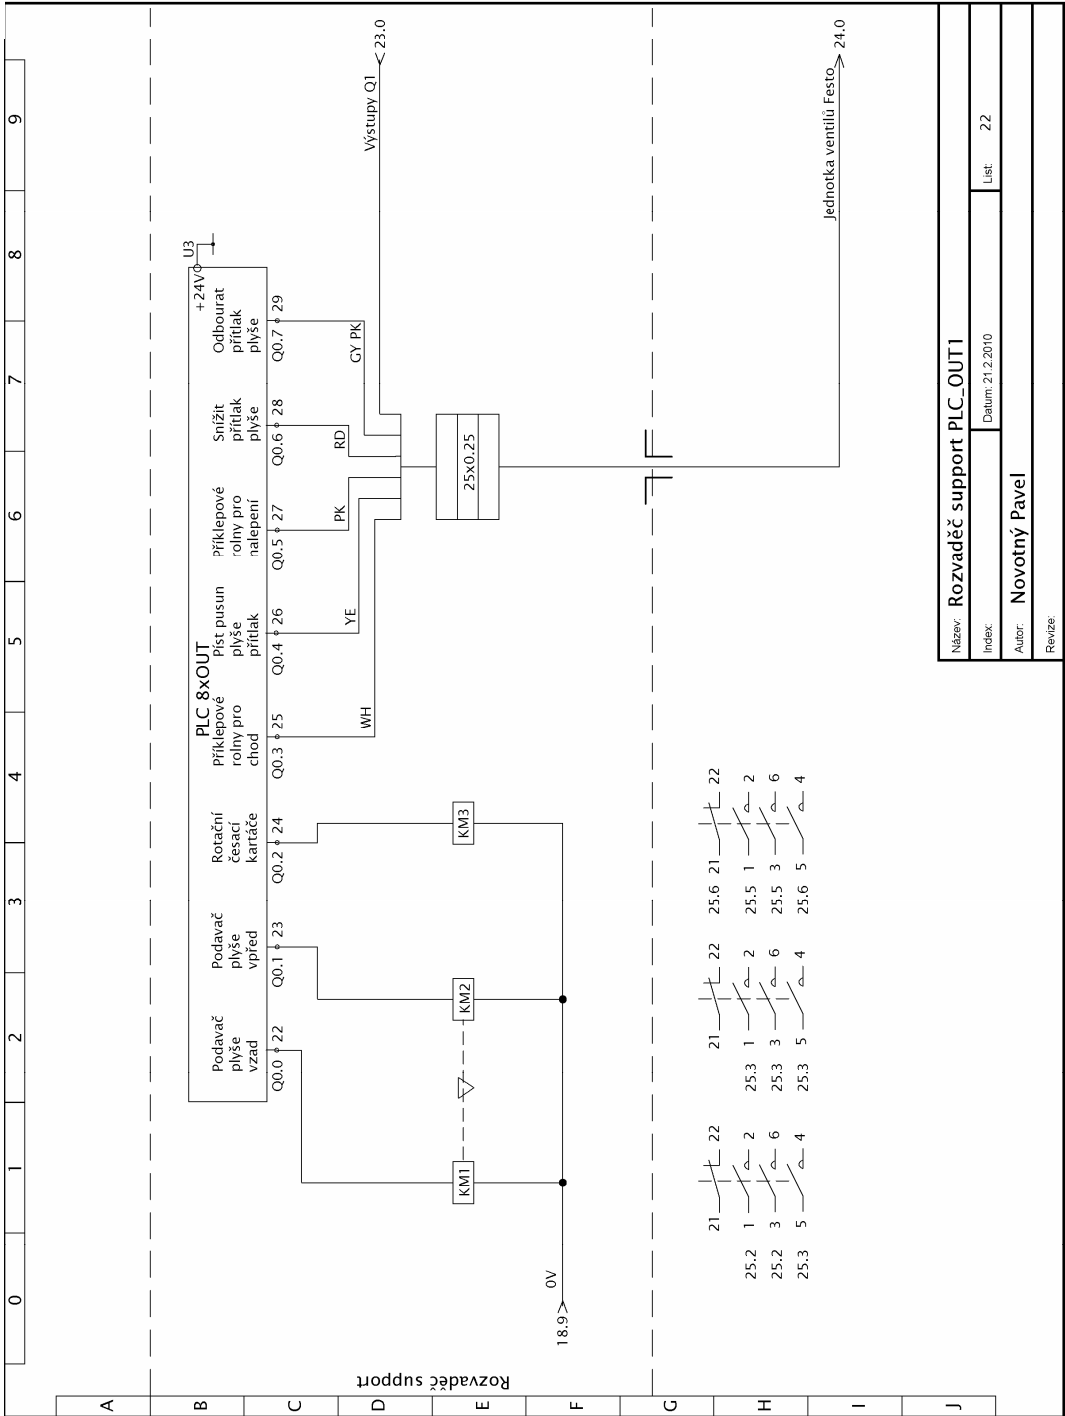 0 1 2 3 4 5 6 7 8 9
A
B
C
D
E
F
G
H
I
J
Rozvaděč support
PLC 8xOUT
+24V
U3
Podavač
plyše
vzad
Podavač
plyše
vpřed
Rotační
česací
kartáče
Příklepové
rolny pro
chod
Píst pusun
plyše
přítlak
Příklepové
rolny pro
nalepení
Snížit
přítlak
plyše
Odbourat
přítlak
plyše
Q0.0 22
Q0.1 23
Q0.2 24
Q0.3 25
Q0.4 26
Q0.5 27
Q0.6 28
Q0.7 29
WH
YE
PK
RD
GY PK
Výstupy Q1
23.0
KM1
KM2
KM3
25x0.25
0V
18.9
Jednotka ventilů Festo
24.0
21 22
25.2 1 2
25.2 3 6
25.3 5 4
21 22
25.3 1 2
25.3 3 6
25.3 5 4
25.6 21 22
25.5 1 2
25.5 3 6
25.6 5 4
Název: Rozvaděč support PLC_OUT1
Index: Datum: 21.2.2010 List: 22
Autor: Novotný Pavel
Revize: